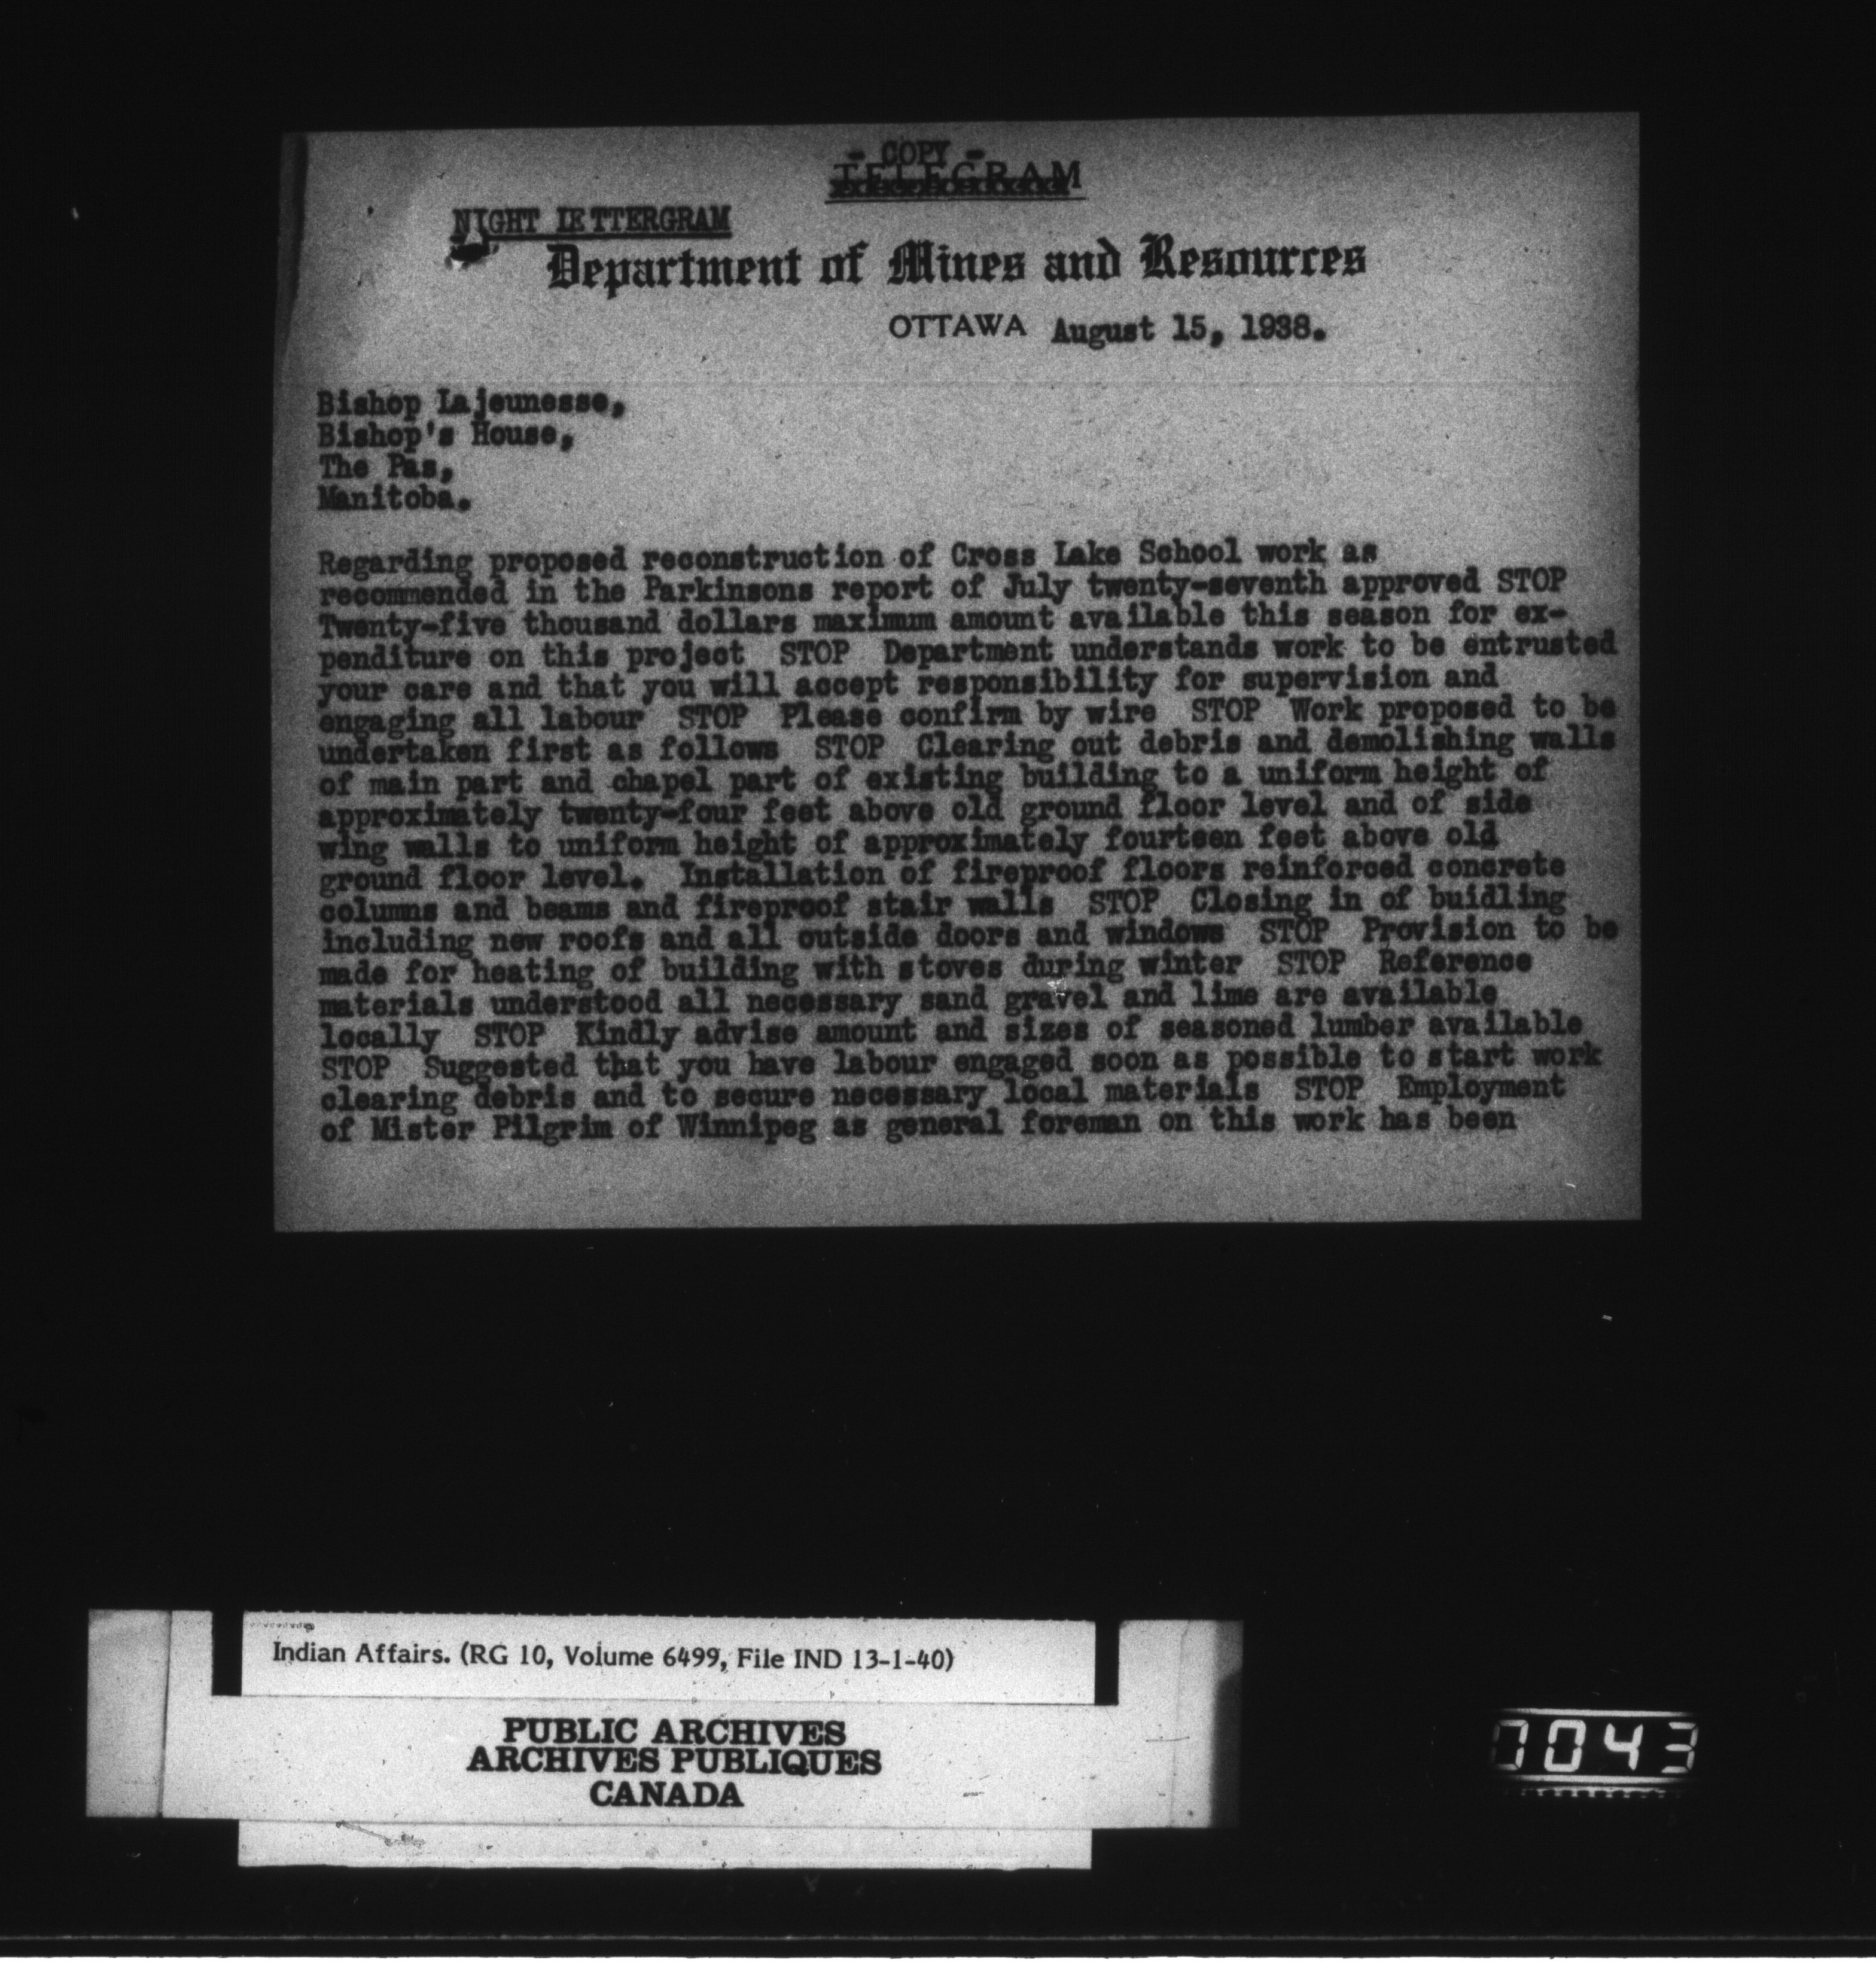 - COPY -
TELEGRAM
NIGHT LETTERGRAM
Department of Mines and Resources
OTTAWA August 15, 1938.
Bishop Lajeunesse,
Bishop's House,
The Pas,
Manitoba.
Regarding proposed reconstruction of Cross Lake School work as
recommended in the Parkinsons report of July twenty-seventh approved STOP
Twenty-five thousand dollars maximum amount available this season for ex-
penditure on this project STOP Department understands work to be entrusted
your care and that you will accept responsibility for supervision and
engaging all labour STOP Please confirm by wire STOP Work proposed to be
undertaken first as follows STOP Clearing out debris and demolishing walls
of main part and chapel part of existing building to a uniform height of
approximately twenty-four feet above old ground floor level and of side
wing walls to uniform height of approximately fourteen feet above old
ground floor level. Installation of fireproof floors reinforced concrete
columns and beams and fireproof stair walls STOP Closing in of buidling
including new roofs and all outside doors and windows STOP Provision to be
made for heating of building with stoves during winter STOP Reference
materials understood all necessary sand gravel and lime are available
locally STOP Kindly advise amount and sizes of seasoned lumber available
STOP Suggested that you have labour engaged soon as possible to start work
clearing debris and to secure necessary local materials STOP Employment
of Mister Pilgrim of Winnipeg as general foreman on this work has been
Indian Affairs. (RG 10, Volume 6499, File IND 13-1-40)
PUBLIC ARCHIVES
ARCHIVES PUBLIQUES
CANADA
7043